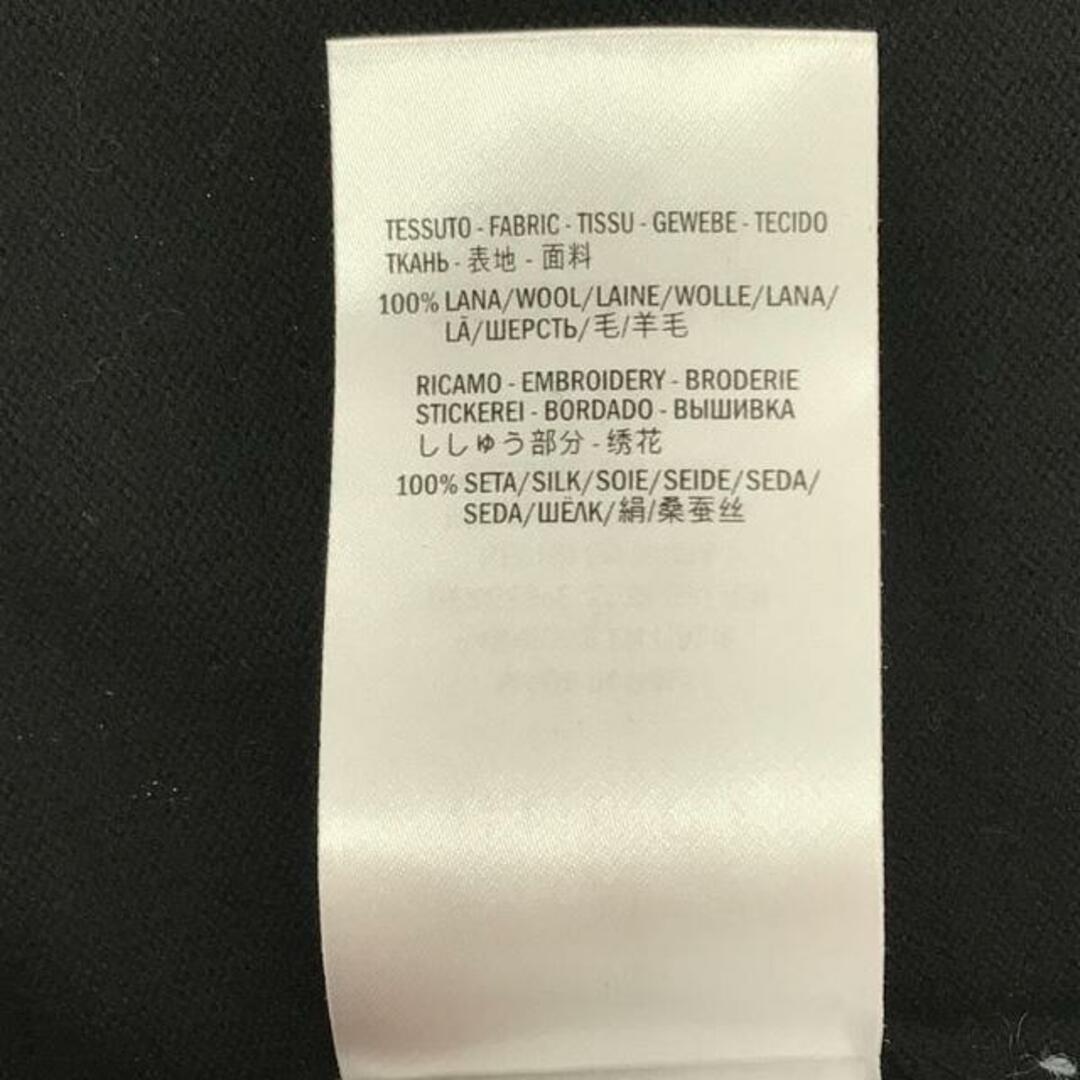 TESSUTO - FABRIC - TISSU - GEWEBE - TECIDO
ТКАНЬ - 表地 - 面料
100% LANA/WOOL/LAINE/WOLLE/LANA/
LÃ/ШЕРСТЬ/毛/羊毛
RICAMO - EMBROIDERY - BRODERIE
STICKEREI - BORDADO - ВЫШИВКА
ししゅう部分 - 绣花
100% SETA/SILK/SOIE/SEIDE/SEDA/
SEDA/ШЁЛК/絹/桑蚕丝